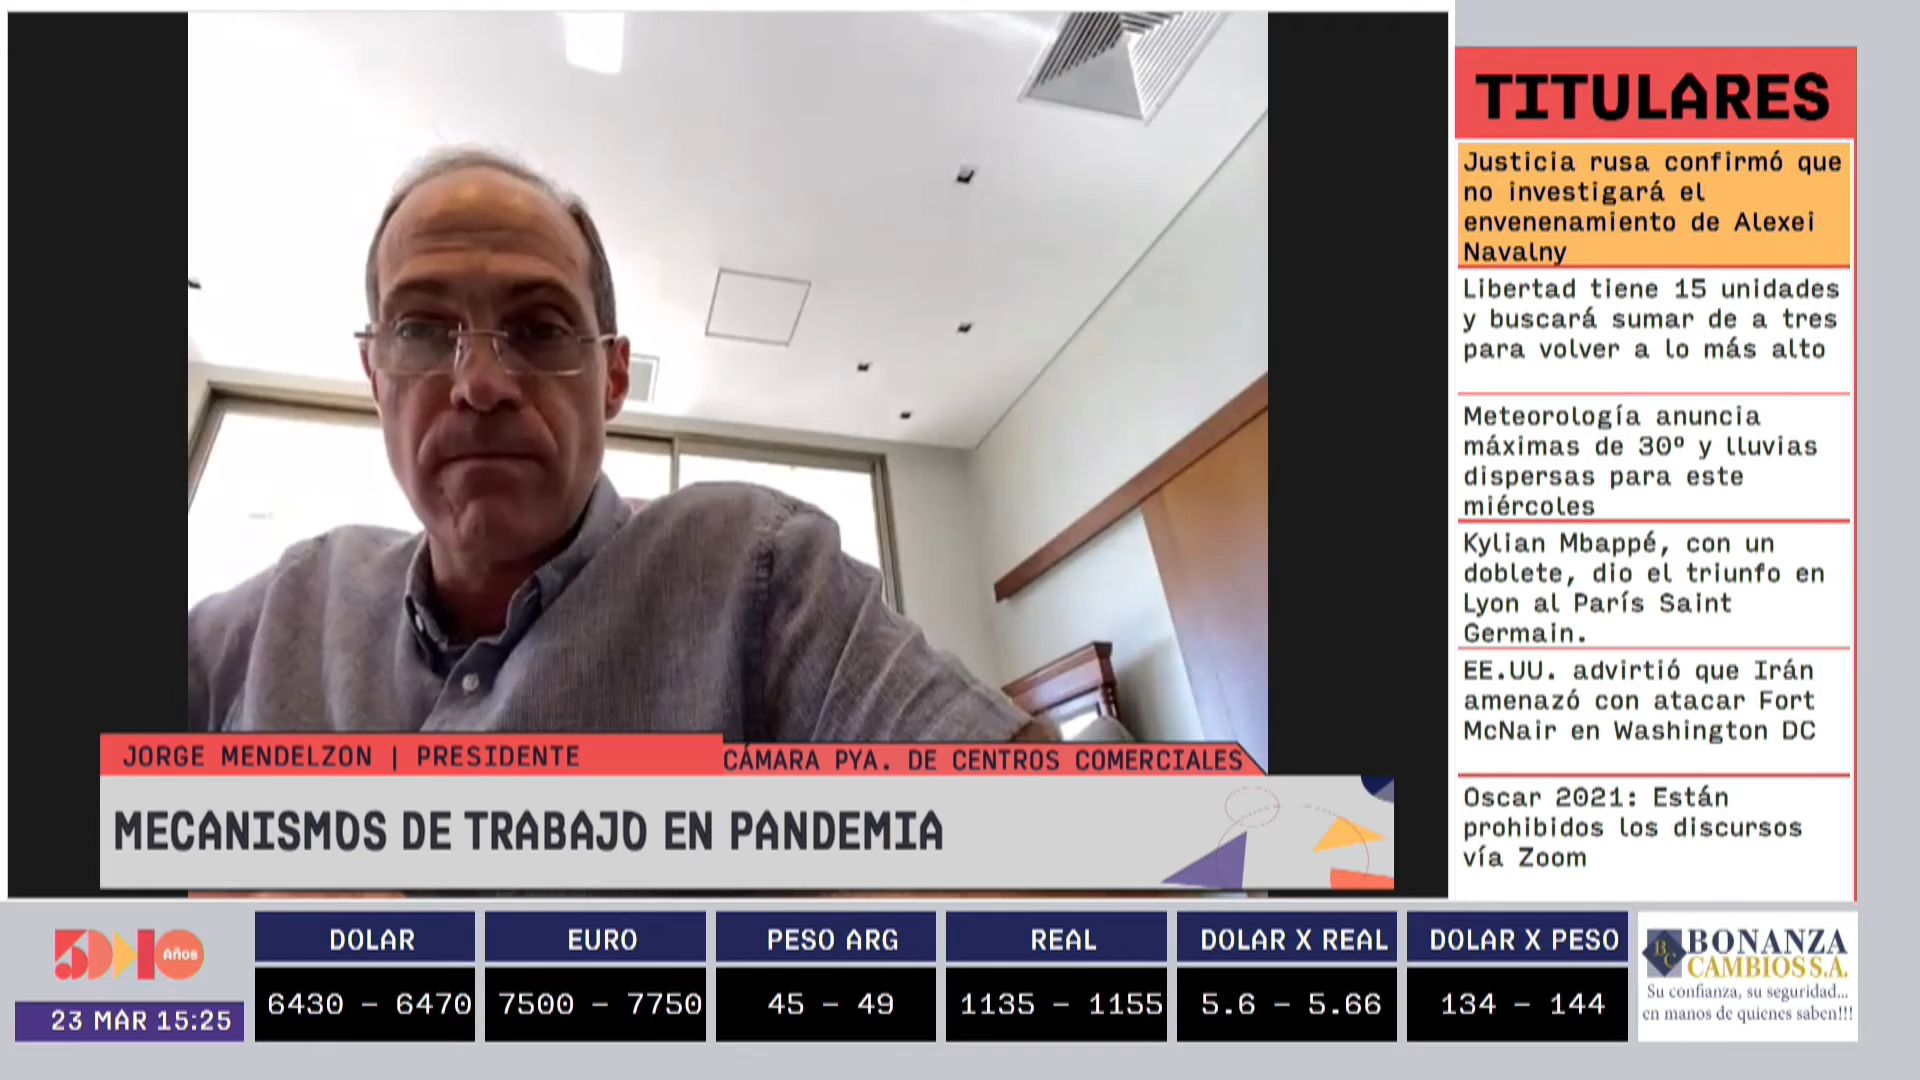 TITULARES
Justicia rusa confirmó que
no investigará el
envenenamiento de Alexei
Navalny
Libertad tiene 15 unidades
y buscará sumar de a tres
para volver a lo más alto
Meteorología anuncia
máximas de 30º y lluvias
dispersas para este
miércoles
Kylian Mbappé, con un
doblete, dio el triunfo en
Lyon al París Saint
Germain.
EE.UU. advirtió que Irán
amenazó con atacar Fort
McNair en Washington DC
Oscar 2021: Están
prohibidos los discursos
vía Zoom
JORGE MENDELZON | PRESIDENTE
CÁMARA PYA. DE CENTROS COMERCIALES
MECANISMOS DE TRABAJO EN PANDEMIA
Años
23 MAR 15:25
DOLAR
6430 - 6470
EURO
7500 - 7750
PESO ARG
45 - 49
REAL
1135 - 1155
DOLAR X REAL
5.6 - 5.66
DOLAR X PESO
134 - 144
BC
BONANZA
CAMBIOS S.A.
Su confianza, su seguridad...
en manos de quienes saben!!!